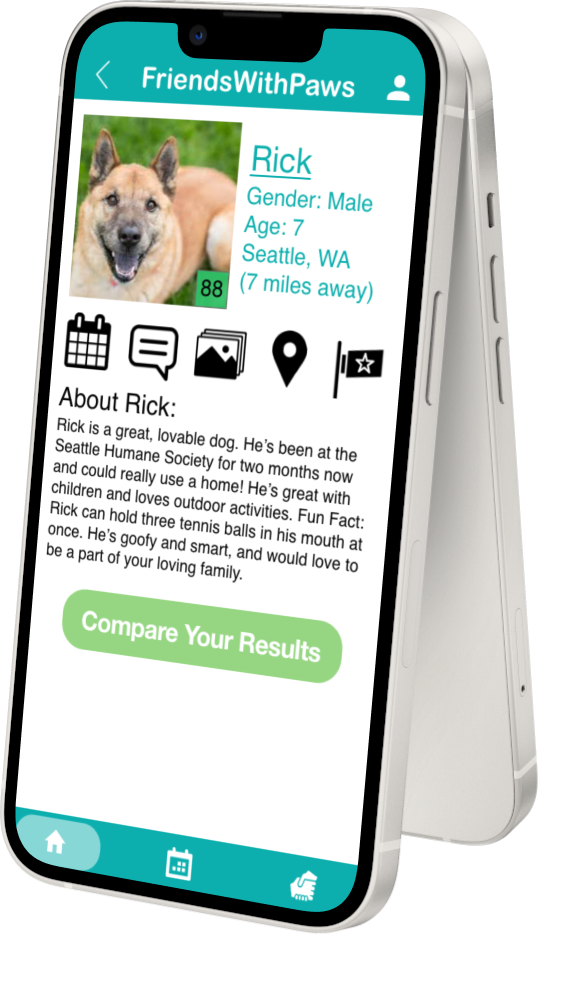 FriendsWithPaws
Rick
Gender: Male
Age: 7
Seattle, WA
(7 miles away)
88
About Rick:
Rick is a great, lovable dog. He's been at the
Seattle Humane Society for two months now
and could really use a home! He's great with
children and loves outdoor activities. Fun Fact:
Rick can hold three tennis balls in his mouth at
once. He's goofy and smart, and would love to
be a part of your loving family.
Compare Your Results